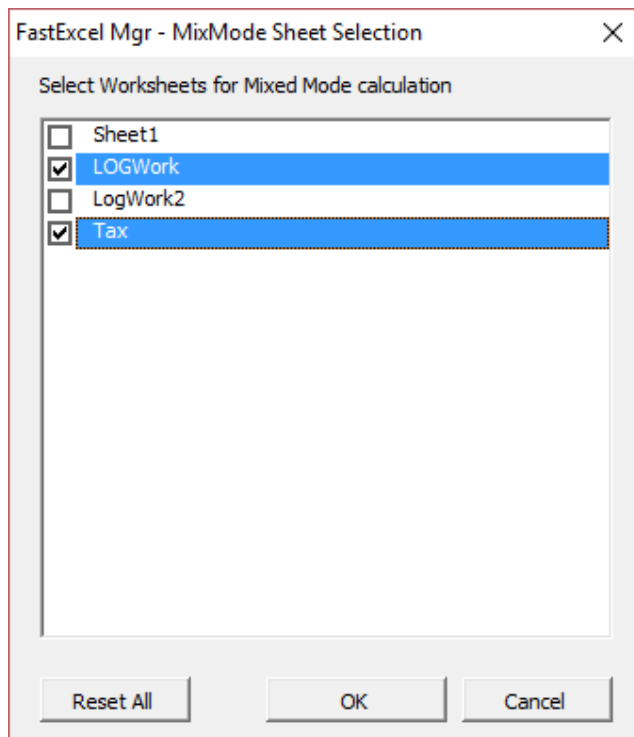 FastExcel Mgr - MixMode Sheet Selection
Select Worksheets for Mixed Mode calculation
Sheet1
LOGWork
LogWork2
Tax
Reset All OK Cancel